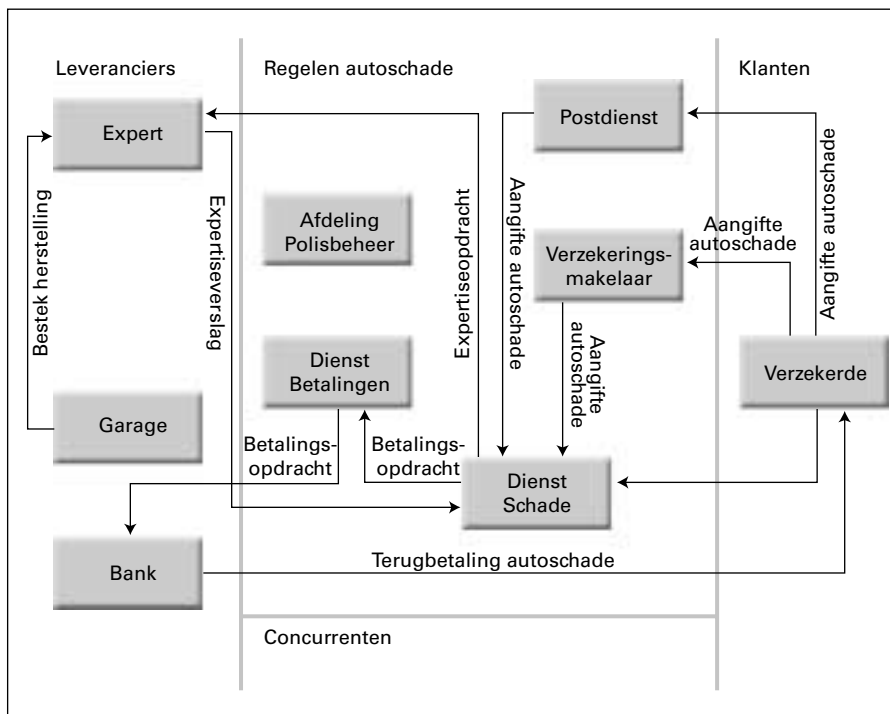 Leveranciers
Regelen autoschade
Klanten
Expert
Postdienst
Bestek herstelling
Expertiseverslag
Afdeling
Polisbeheer
Expertiseopdracht
Aangifte autoschade
Verzekerings-
makelaar
Aangifte
autoschade
Aangifte autoschade
Aangifte
autoschade
Dienst
Betalingen
Verzekerde
Garage
Betalings-
opdracht
Betalings-
opdracht
Dienst
Schade
Bank
Terugbetaling autoschade
Concurrenten